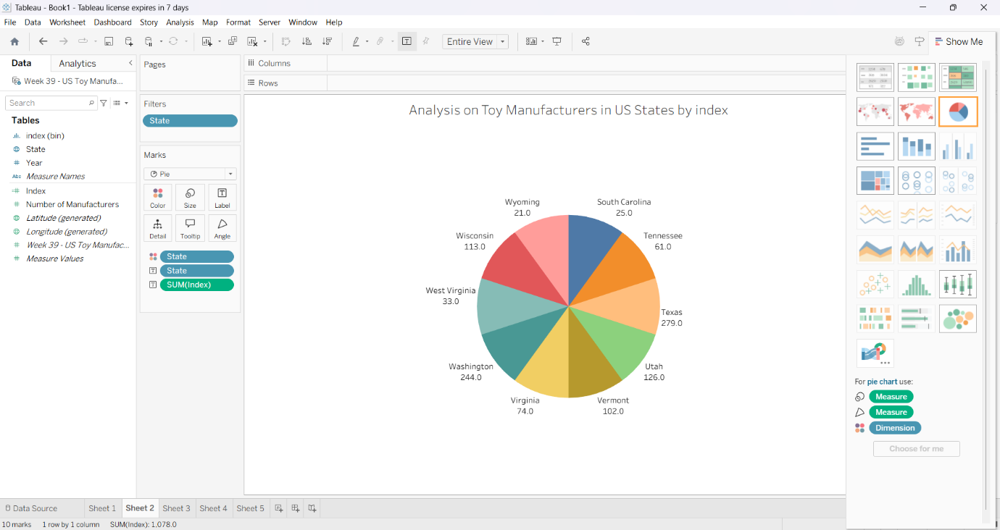 Tableau - Book1 - Tableau license expires in 7 days
File Data Worksheet Dashboard Story Analysis Map Format Server Window Help
Entire View
Show Me
Data Analytics
Week 39 - US Toy Manufa...
Search
Tables
index (bin)
State
Year
Abc Measure Names
Index
Number of Manufacturers
Latitude (generated)
Longitude (generated)
Week 39 - US Toy Manufac...
Measure Values
Pages
Filters
State
Marks
Pie
Color Size Label
Detail Tooltip Angle
State
State
SUM(Index)
Columns
Rows
Analysis on Toy Manufacturers in US States by index
Wyoming
21.0
South Carolina
25.0
Wisconsin
113.0
Tennessee
61.0
West Virginia
33.0
Texas
279.0
Washington
244.0
Utah
126.0
Virginia
74.0
Vermont
102.0
For pie chart use:
Measure
Measure
Dimension
Choose for me
Data Source Sheet 1 Sheet 2 Sheet 3 Sheet 4 Sheet 5
10 marks 1 row by 1 column SUM(Index): 1,078.0